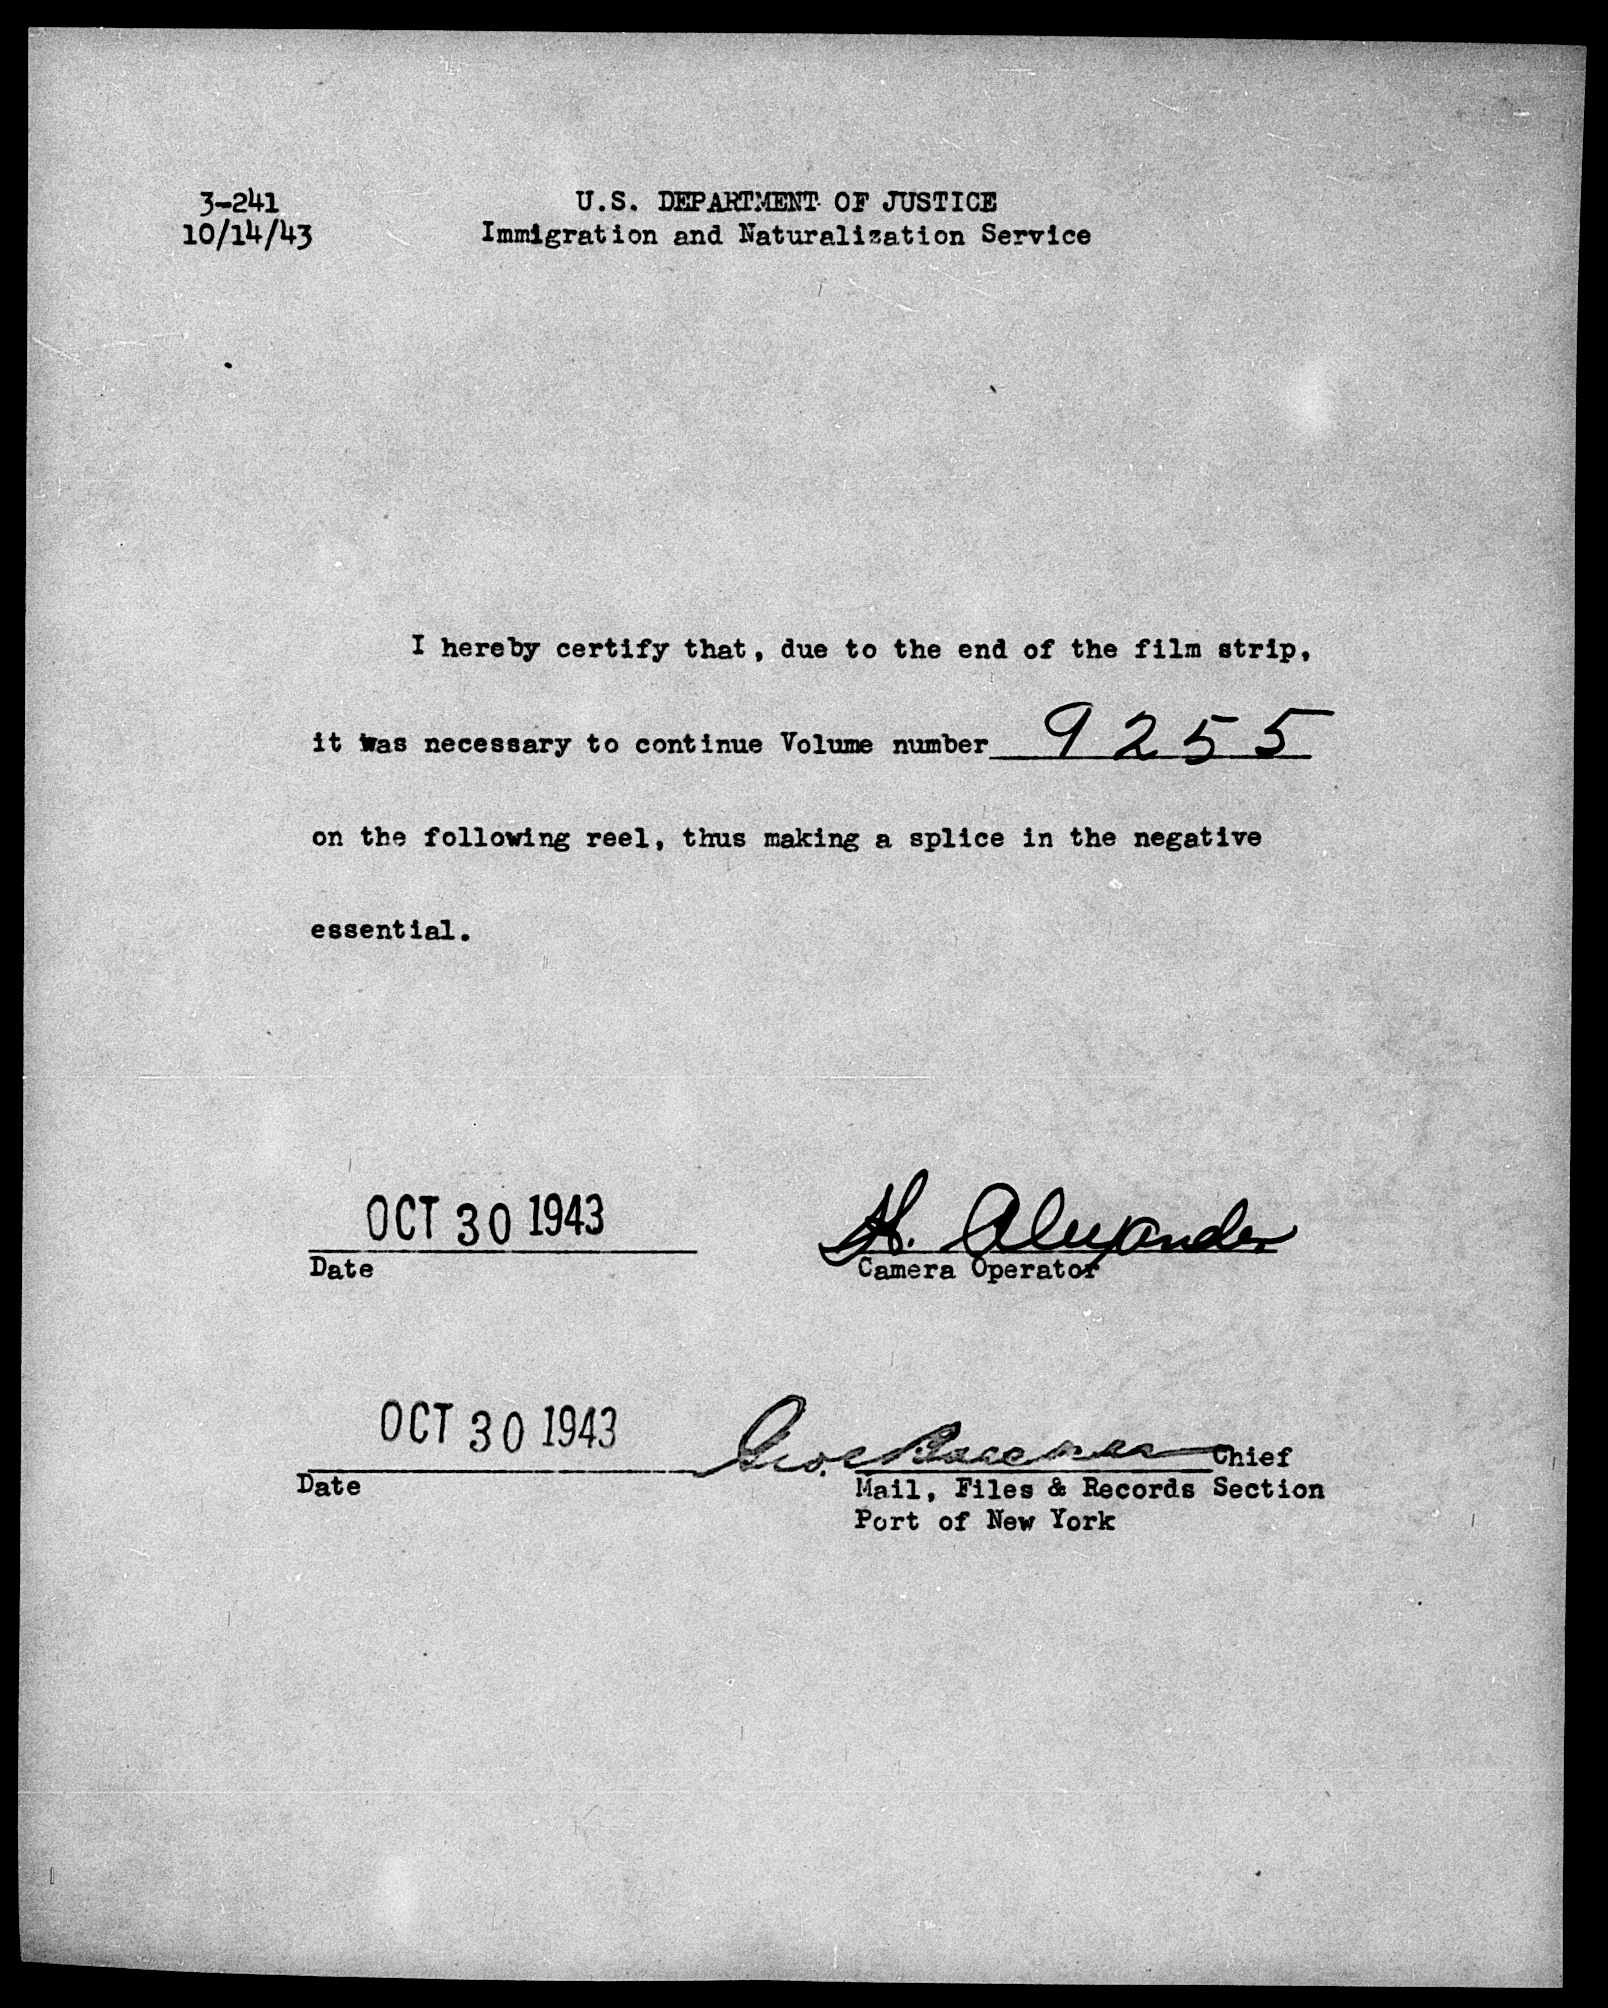 3-241
10/14/43
U.S. DEPARTMENT OF JUSTICE
Immigration and Naturalization Service
I hereby certify that, due to the end of the film strip,
it was necessary to continue Volume number 9255
on the following reel, thus making a splice in the negative
essential.
OCT 30 1943
H. Alexander
Date
Camera Operator
OCT 30 1943
Chief
Date
Mail, Files & Records Section
Port of New York